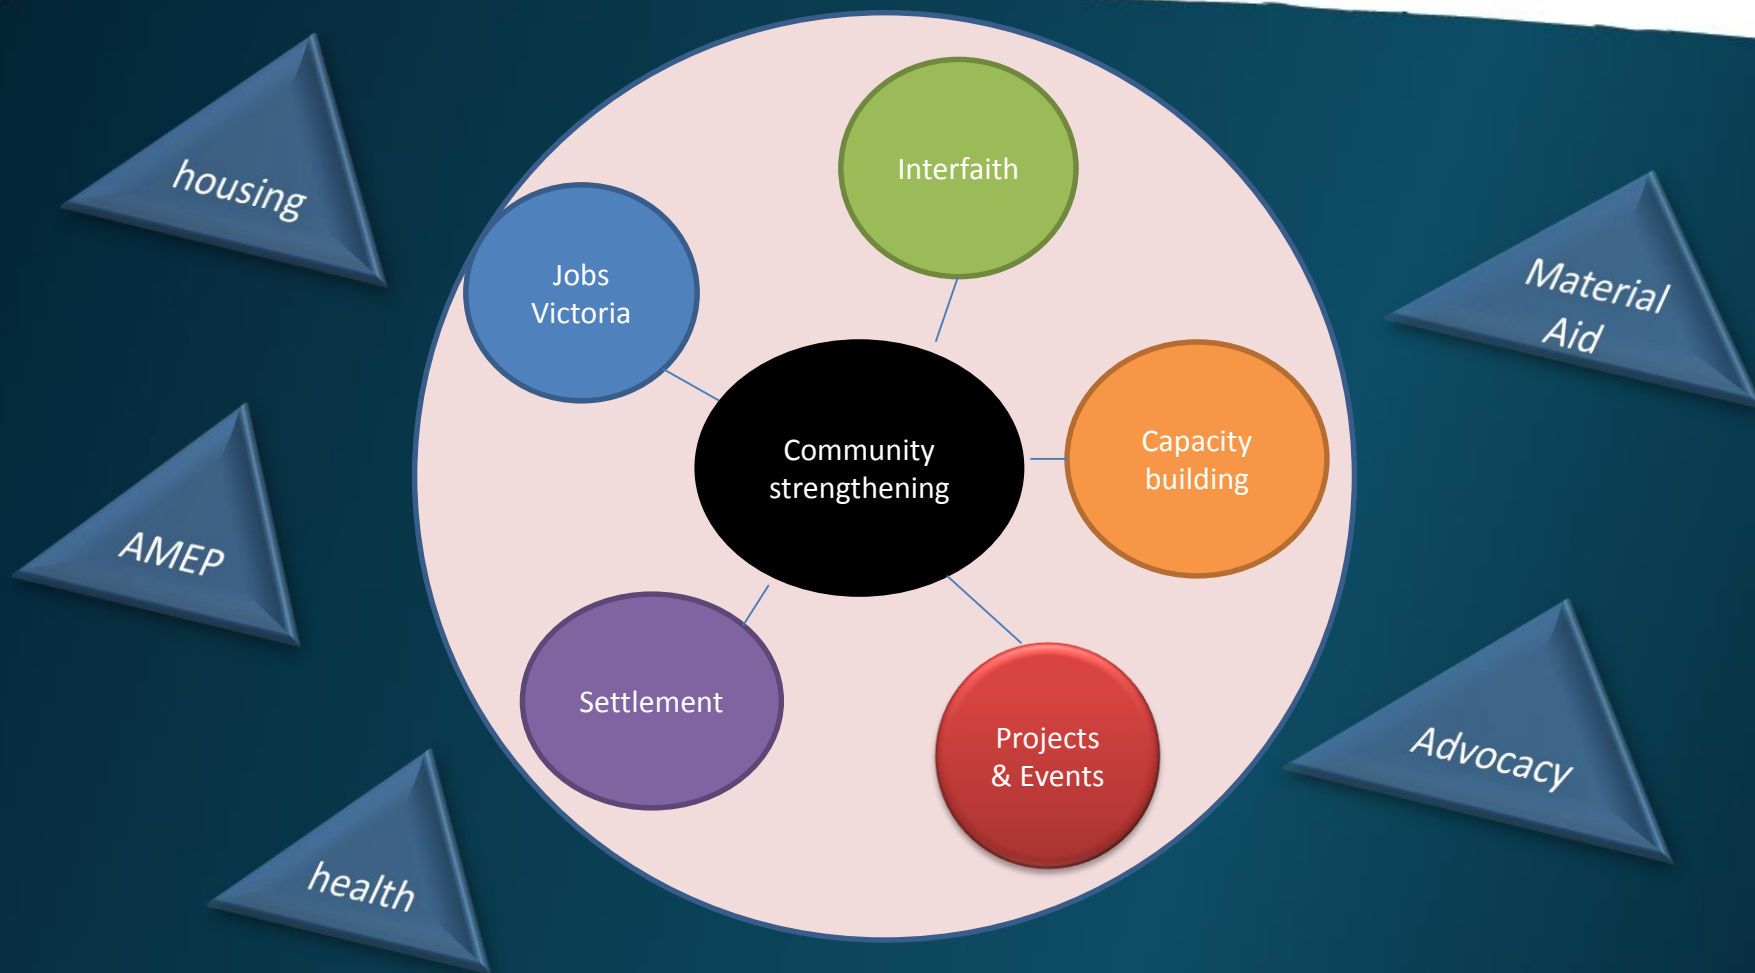 housing
Interfaith
Jobs
Victoria
Material
Aid
Community
strengthening
Capacity
building
AMEP
Settlement
Projects
& Events
Advocacy
health